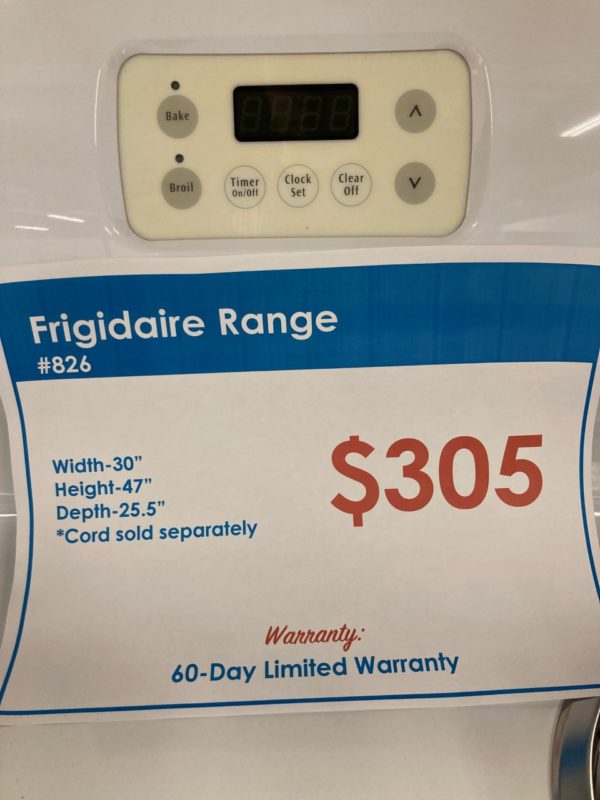 Bake
Broil
Timer
On/Off
Clock
Set
Clear
Off
Frigidaire Range
#826
Width-30"
Height-47"
Depth-25.5"
*Cord sold separately
$305
Warranty:
60-Day Limited Warranty